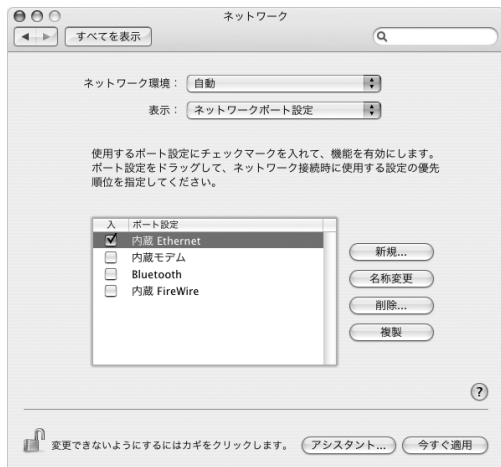 ネットワーク
すべてを表示
ネットワーク環境： 自動
表示： ネットワークポート設定
使用するポート設定にチェックマークを入れて、機能を有効にします。
ポート設定をドラッグして、ネットワーク接続時に使用する設定の優先
順位を指定してください。
入 ポート設定
内蔵 Ethernet
内蔵モデム
Bluetooth
内蔵 FireWire
新規...
名称変更
削除...
複製
?
変更できないようにするにはカギをクリックします。 アシスタント... 今すぐ適用